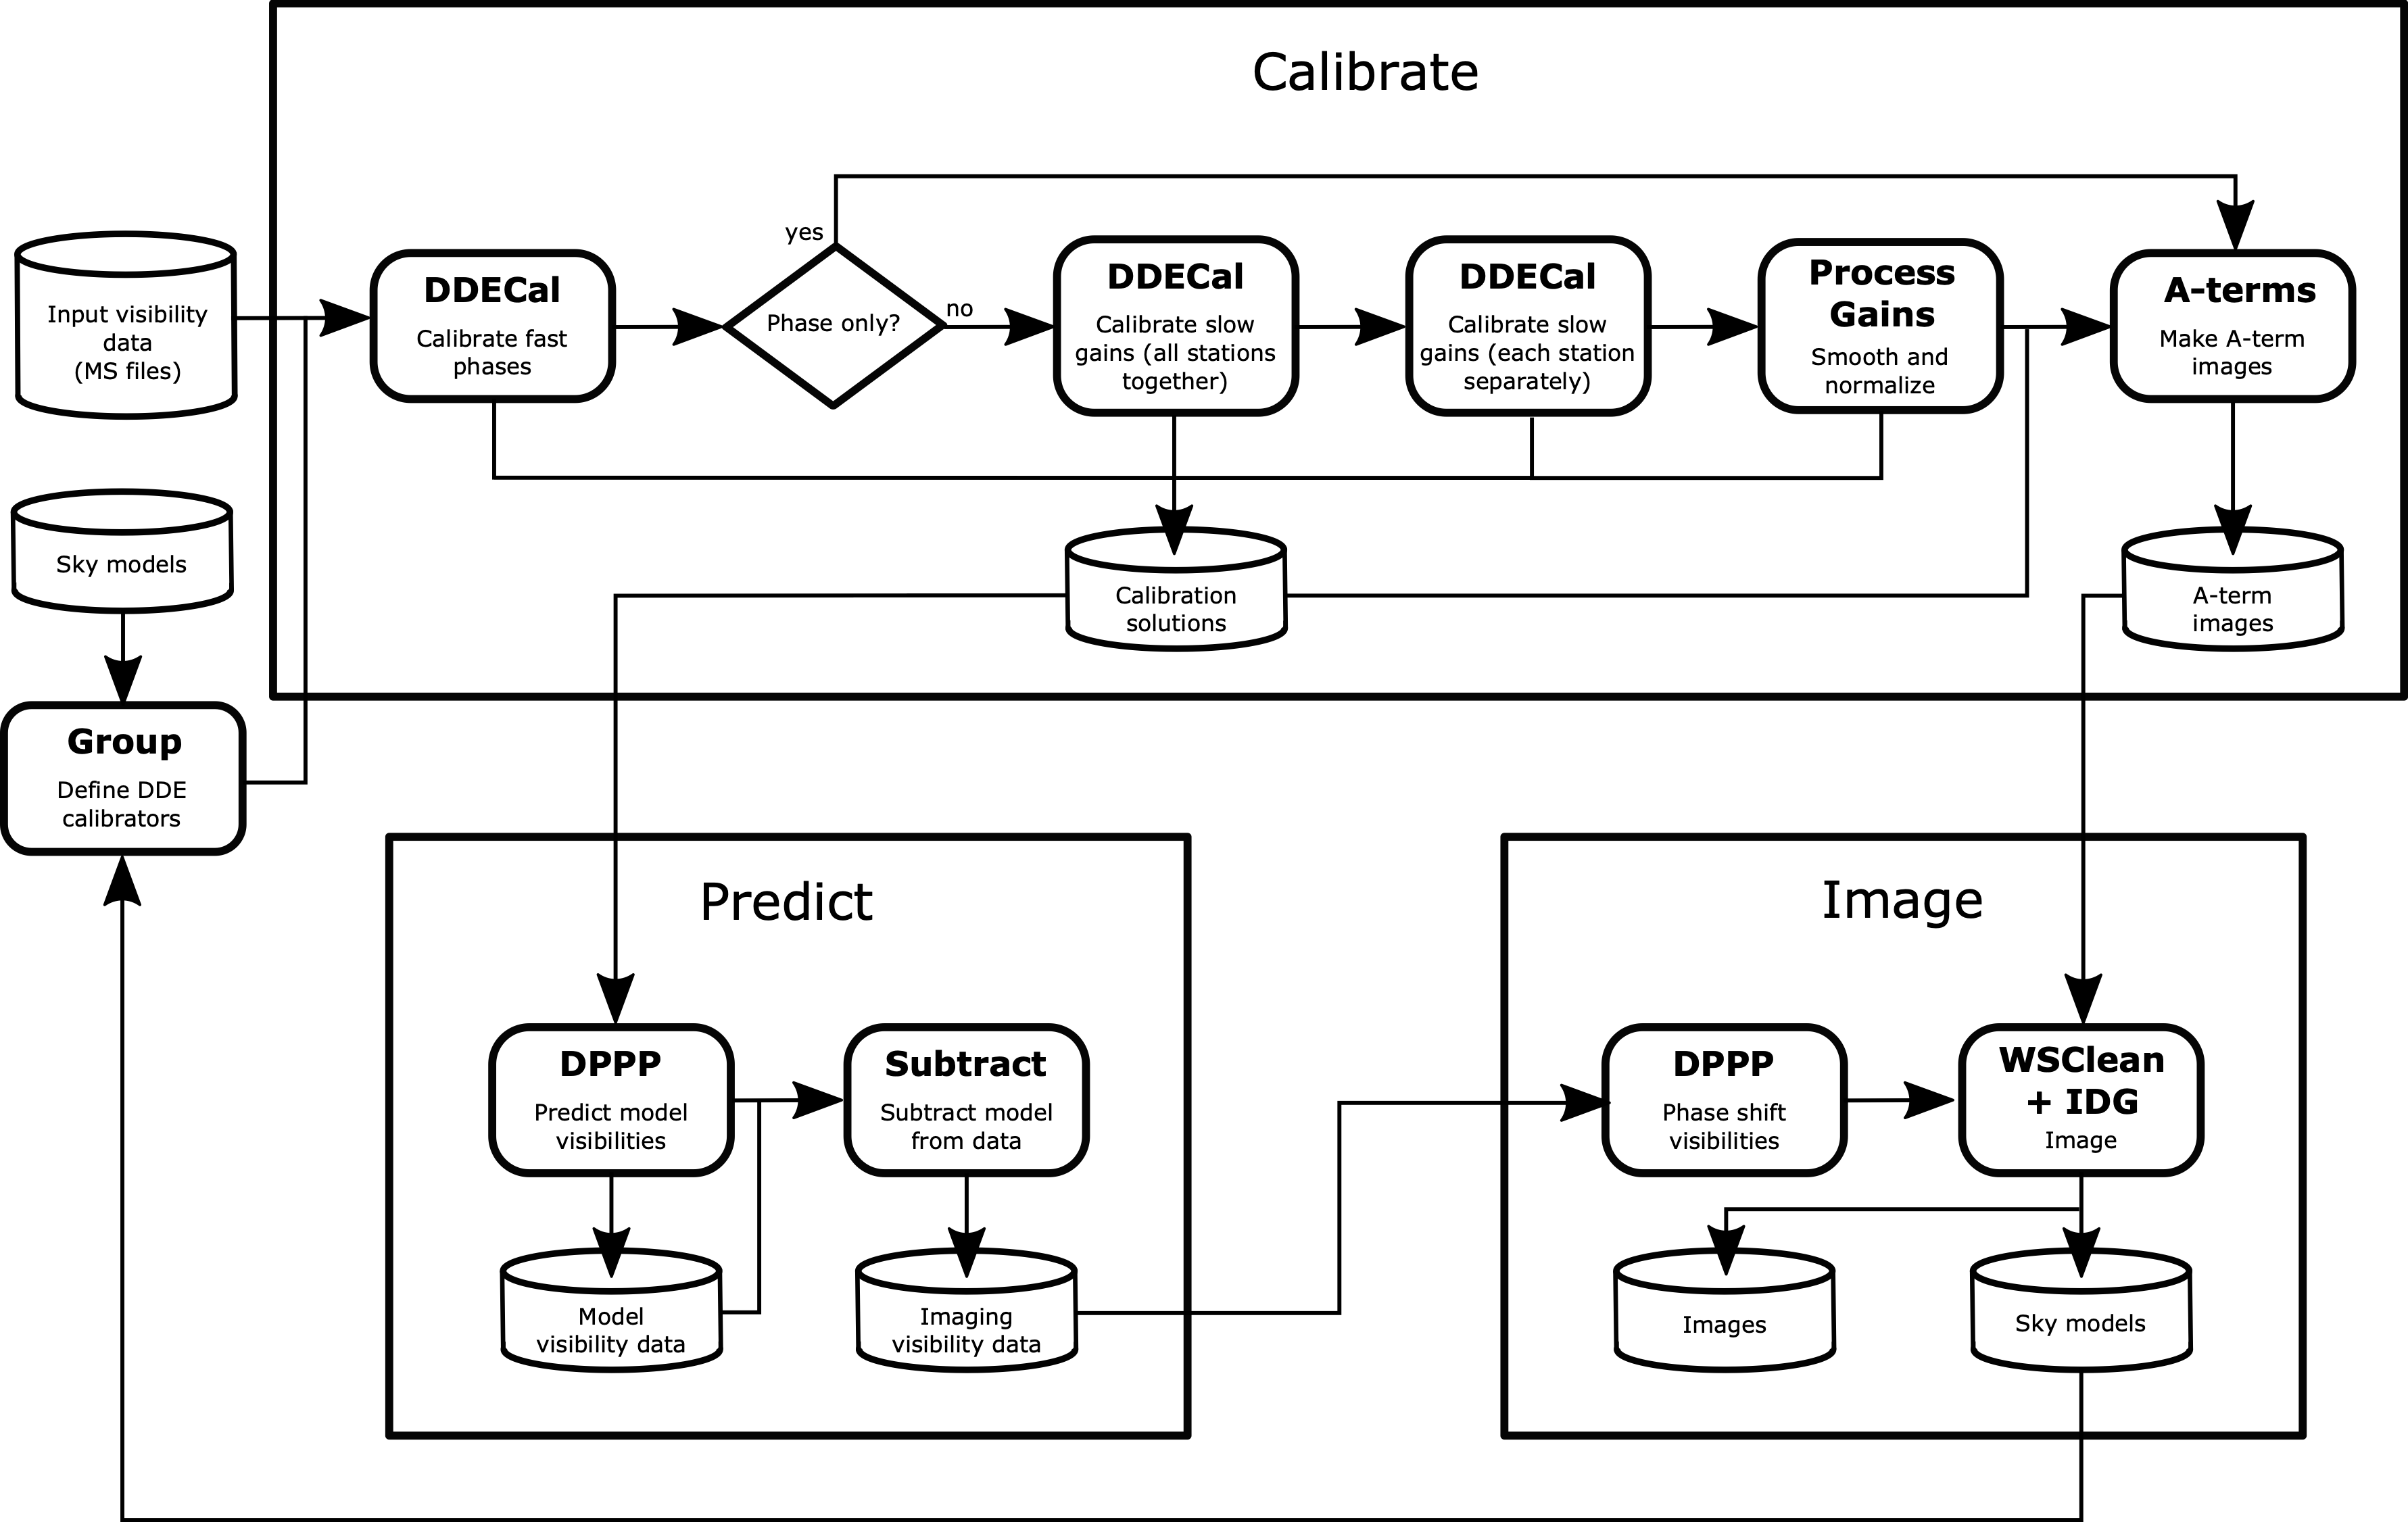 Calibrate
Input visibility
data
(MS files)
DDECal
Calibrate fast
phases
yes
Phase only?
no
DDECal
Calibrate slow
gains (all stations
together)
DDECal
Calibrate slow
gains (each station
separately)
Process
Gains
Smooth and
normalize
A-terms
Make A-term
images
Sky models
Calibration
solutions
A-term
images
Group
Define DDE
calibrators
Predict
DPPP
Predict model
visibilities
Subtract
Subtract model
from data
Model
visibility data
Imaging
visibility data
Image
DPPP
Phase shift
visibilities
WSClean
+ IDG
Image
Images
Sky models